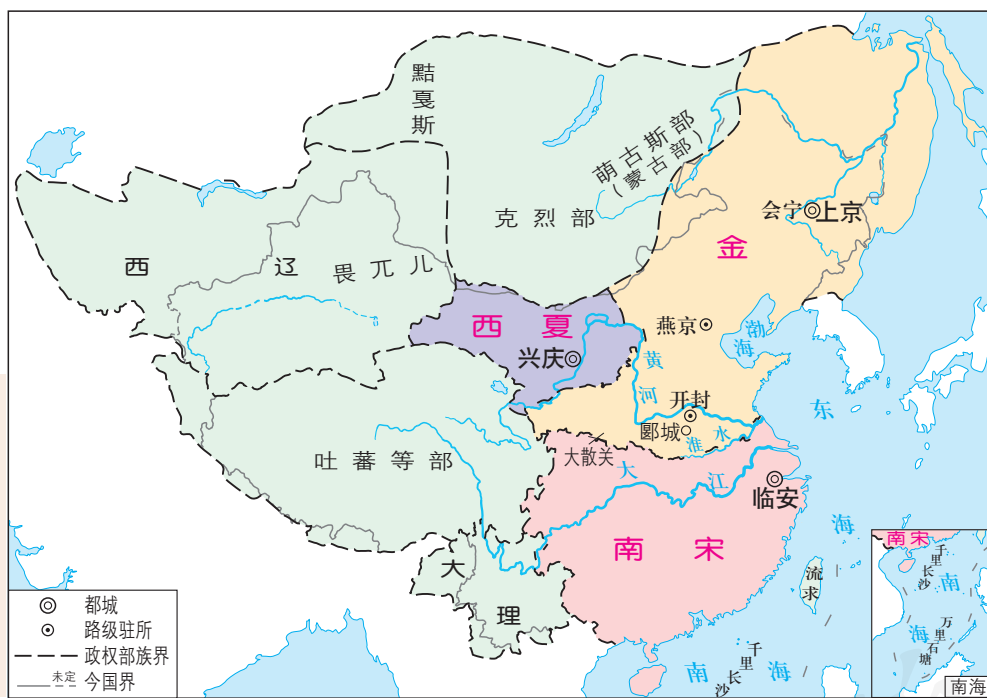 黠戛斯
萌古斯部
(蒙古部)
克烈部
会宁
上京
金
西辽
畏兀儿
西夏
兴庆
燕京
渤海
黄河
开封
郾城
淮水
东海
大散关
大江
临安
吐蕃等部
南宋
大理
流求
南海
千里长沙
南宋
千里长沙
南海
万里石塘
南海
都城
路级驻所
政权部族界
未定
今国界